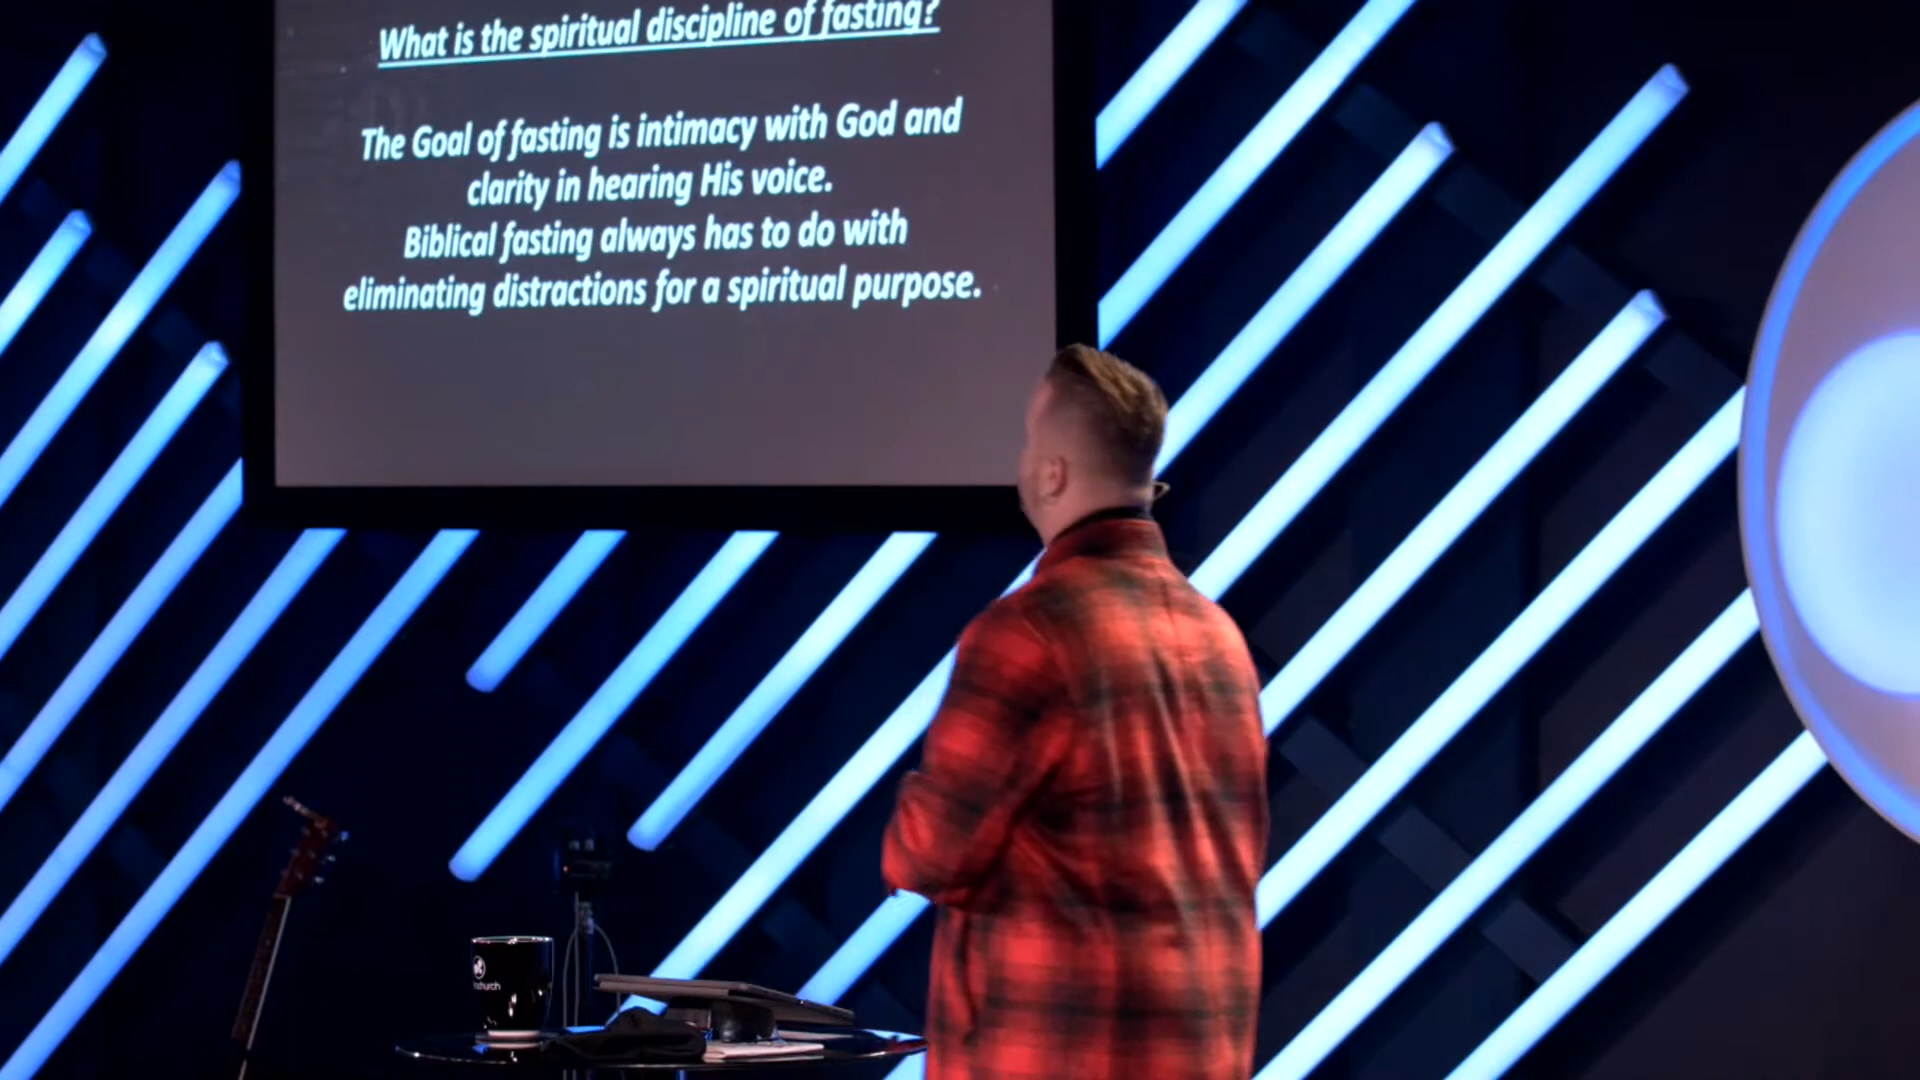 What is the spiritual discipline of fasting?
The Goal of fasting is intimacy with God and
clarity in hearing His voice.
Biblical fasting always has to do with
eliminating distractions for a spiritual purpose.